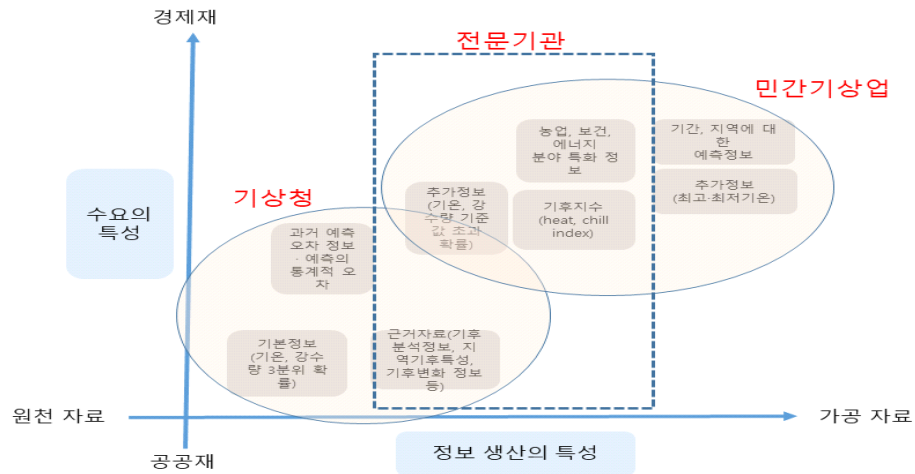 경제재
전문기관
민간기상업
농업, 보건,
에너지
분야 특화 정
보
기간, 지역에 대
한
예측정보
추가정보
(최고·최저기온)
기후지수
(heat, chill
index)
추가정보
(기온, 강
수량 기준
값 초과
확률)
기상청
수요의
특성
과거 예측
오차 정보
· 예측의
통계적 오
차
기본정보
(기온, 강수
량 3분위 확
률)
근거자료(기후
분석정보, 지
역기후특성,
기후변화 정보
등)
원천 자료
가공 자료
정보 생산의 특성
공공재